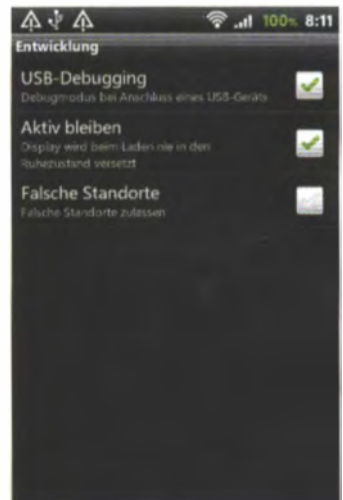 100% 8:11
Entwicklung
USB-Debugging
Debugmodus bei Anschluss eines USB-Geräts
Aktiv bleiben
Display wird beim Laden nie in den
Ruhezustand versetzt
Falsche Standorte
Falsche Standorte zulassen